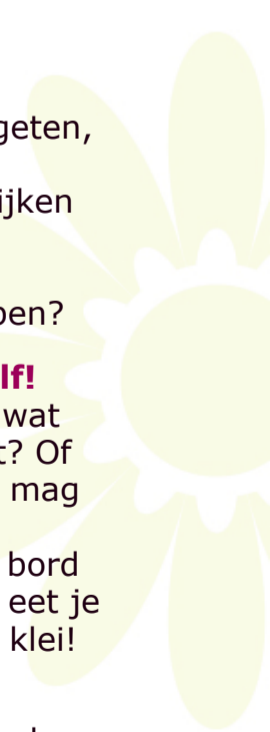 geten,
ijken
pen?
lf!
wat
t? Of
mag
bord
eet je
klei!